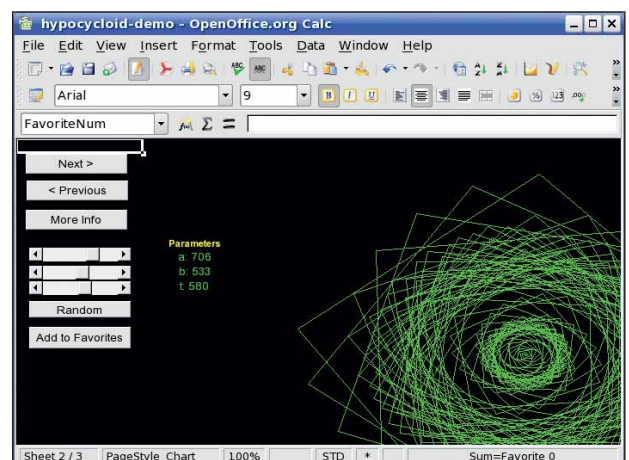 hypocycloid-demo - OpenOffice.org Calc
File Edit View Insert Format Tools Data Window Help
Arial
9
FavoriteNum
Next >
< Previous
More Info
Parameters
a: 706
b: 533
t: 580
Random
Add to Favorites
Sheet 2 / 3 PageStyle_Chart 100% STD * Sum=Favorite 0